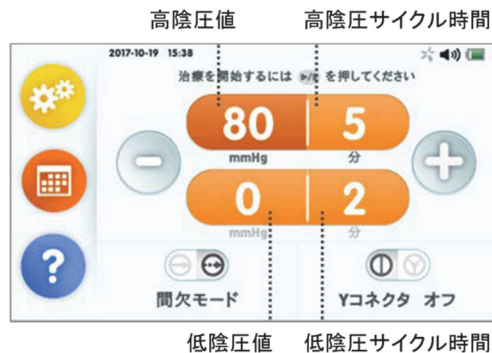 高陰圧値 高陰圧サイクル時間
2017-10-19 15:38
治療を開始するには ▶/II を押してください
80 5
mmHg 分
0 2
mmHg 分
?
間欠モード Yコネクタ オフ
低陰圧値 低陰圧サイクル時間